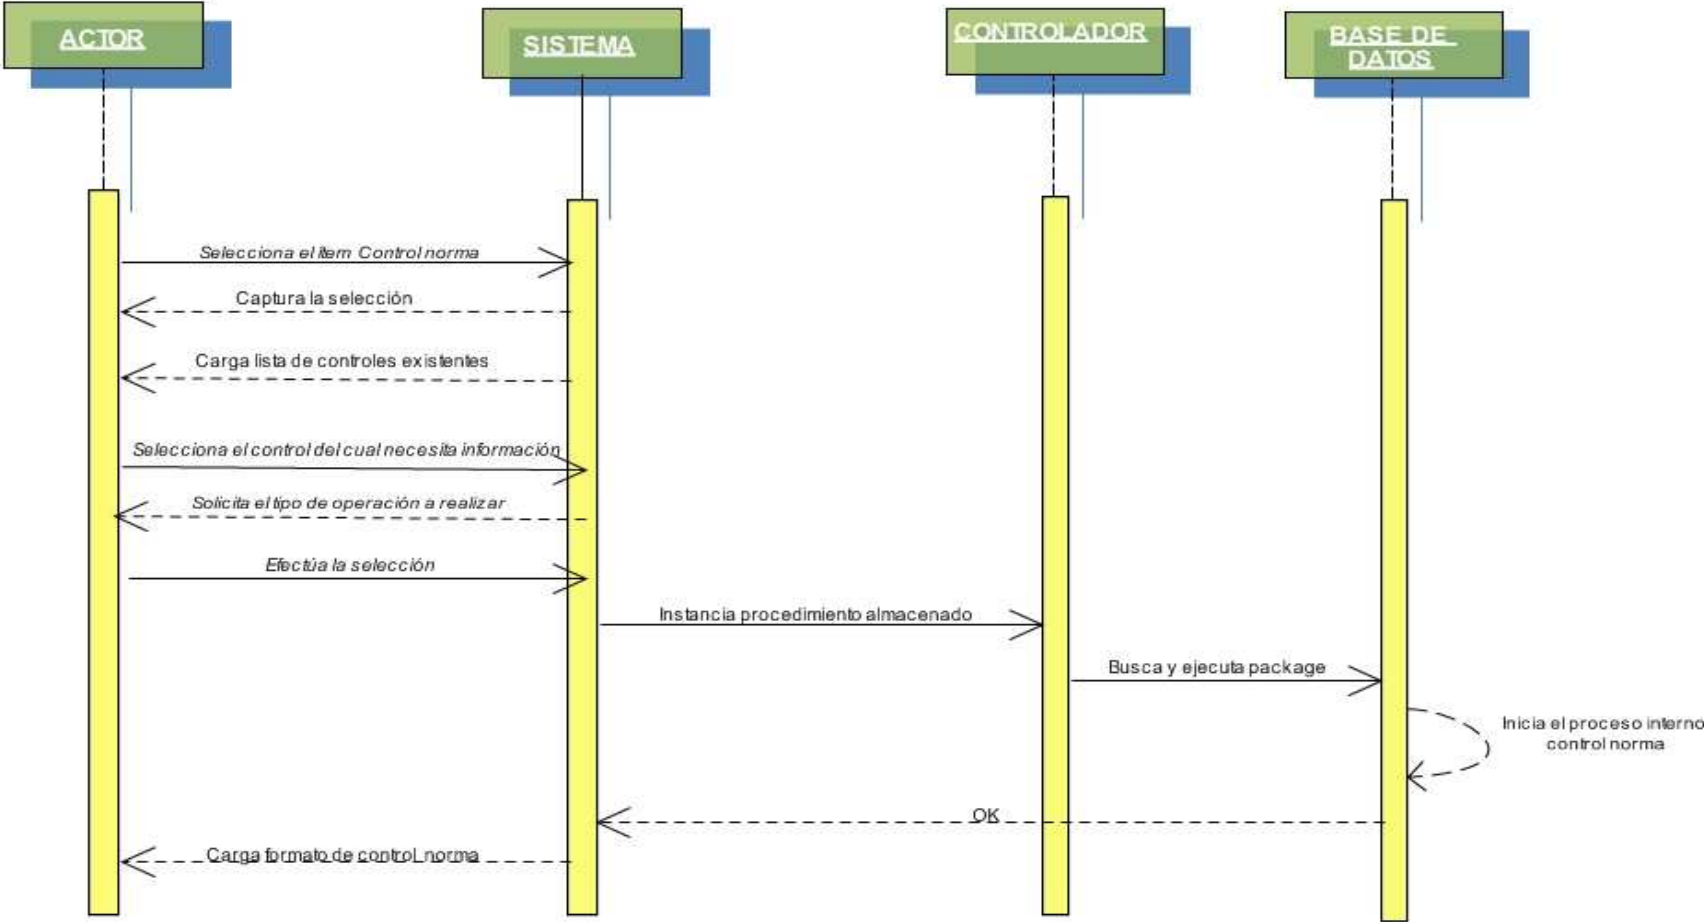 ACTOR
SISTEMA
CONTROLADOR
BASE DE
DATOS
Selecciona el ítem Control norma
Captura la selección
Carga lista de controles existentes
Selecciona el control del cual necesita información
Solicita el tipo de operación a realizar
Efectúa la selección
Instancia procedimiento almacenado
Busca y ejecuta package
Inicia el proceso interno
control norma
OK
Carga formato de control norma